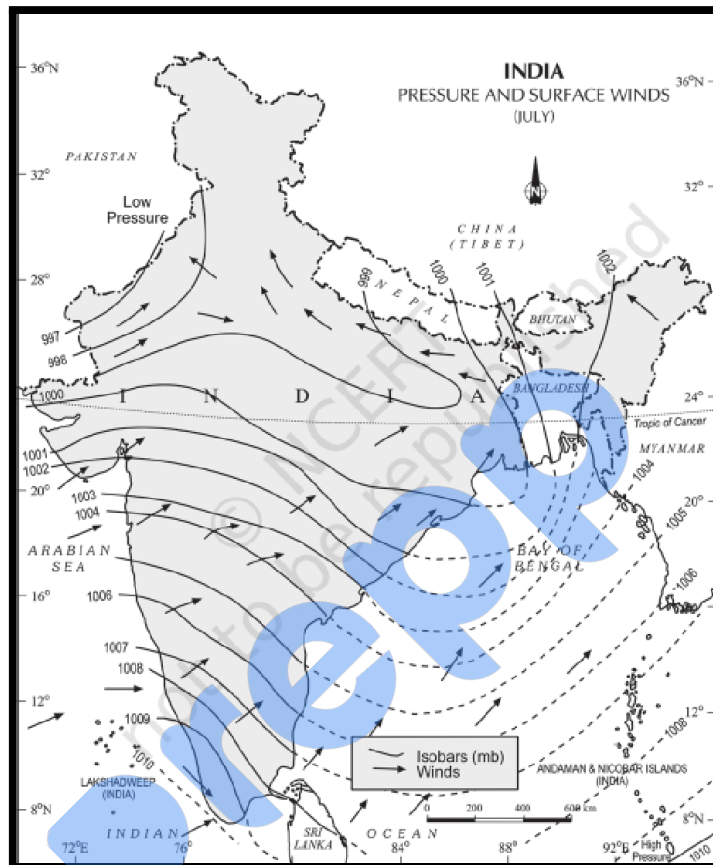 INDIA
PRESSURE AND SURFACE WINDS
(JULY)
36°N
36°N
PAKISTAN
N
32°
32°
Low
Pressure
CHINA
(TIBET)
1002
1001
1000
999
28°
28°
NEPAL
BHUTAN
997
998
BANGLADESH
1000
INDIA
24°
24°
Tropic of Cancer
MYANMAR
1001
1002
1004
20°
20°
1003
1004
1005
ARABIAN
SEA
BAY OF
BENGAL
1006
1006
16°
16°
1007
1008
12°
12°
1009
1008
1010
Isobars (mb)
Winds
LAKSHADWEEP
(INDIA)
ANDAMAN & NICOBAR ISLANDS
(INDIA)
0 200 400 600 km
8°N
8°N
INDIAN OCEAN
SRI
LANKA
High
Pressure
1010
72°E
76°
84°
88°
92°E
© NCERT
not to be republished
repp